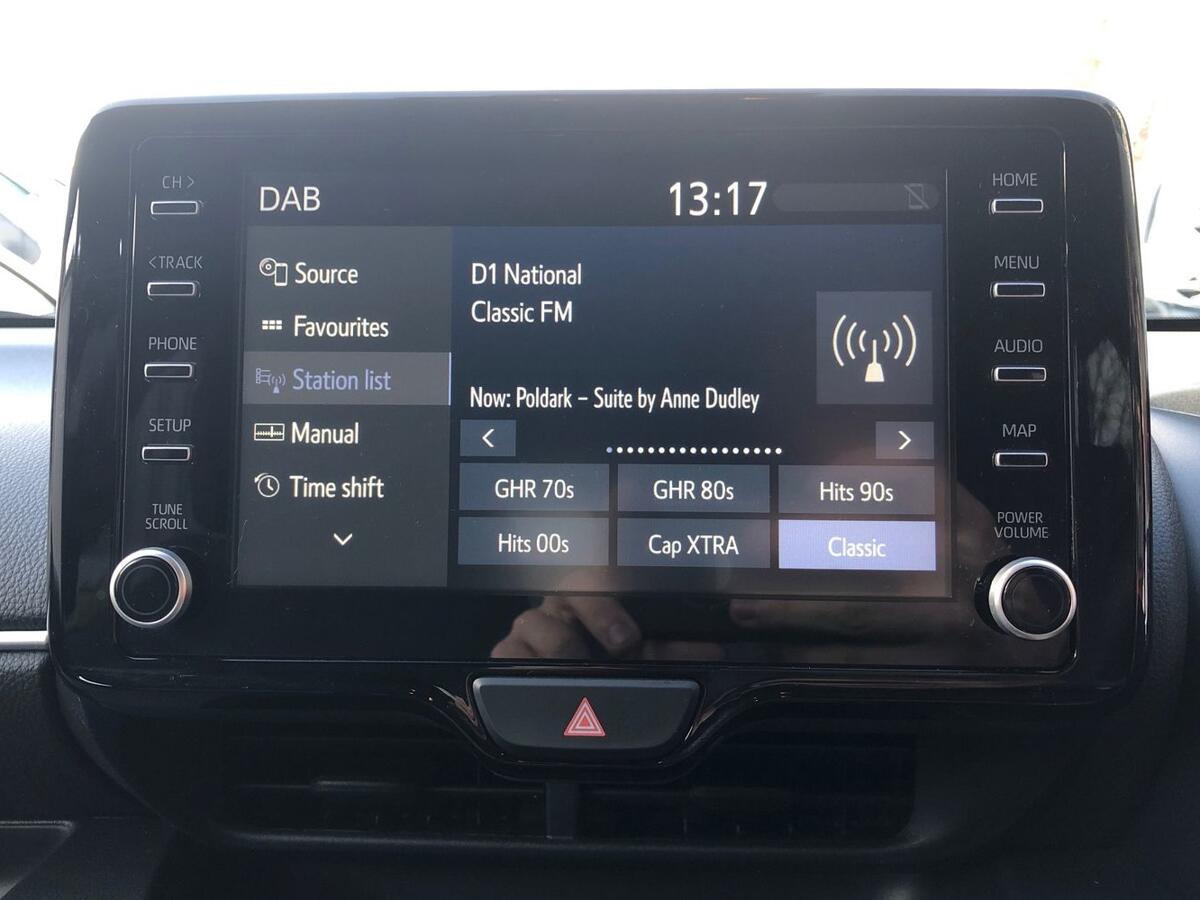 CH >
<TRACK
PHONE
SETUP
TUNE
SCROLL
DAB
13:17
Source
Favourites
Station list
Manual
Time shift
D1 National
Classic FM
Now: Poldark – Suite by Anne Dudley
< >
GHR 70s GHR 80s Hits 90s
Hits 00s Cap XTRA Classic
HOME
MENU
AUDIO
MAP
POWER
VOLUME